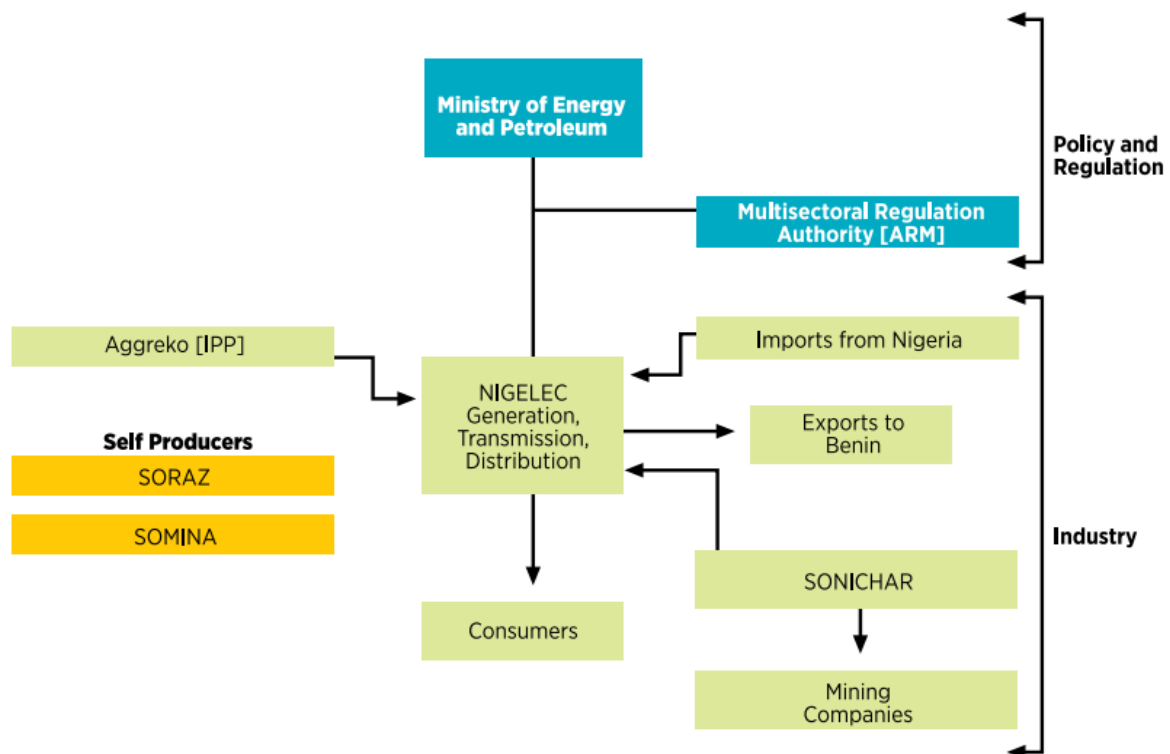 Ministry of Energy
and Petroleum
Policy and
Regulation
Multisectoral Regulation
Authority [ARM]
Aggreko [IPP]
Imports from Nigeria
NIGELEC
Generation,
Transmission,
Distribution
Exports to
Benin
Self Producers
SORAZ
SOMINA
Industry
SONICHAR
Consumers
Mining
Companies